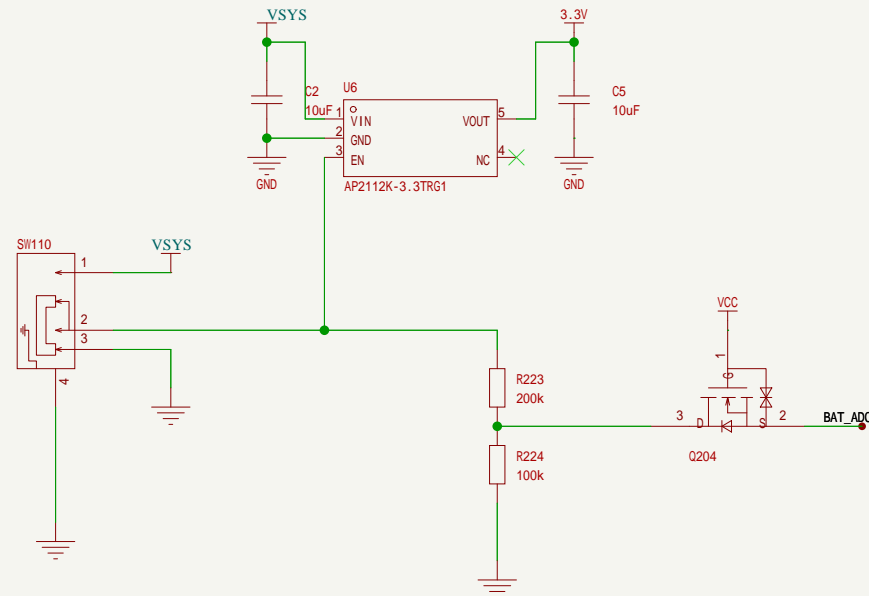 VSYS
3.3V
C2
10uF
U6
C5
10uF
1
VIN
2
GND
3
EN
VOUT
5
NC
4
GND
AP2112K-3.3TRG1
GND
SW110
VSYS
1
2
3
4
VCC
R223
200k
1
G
3
D
S
2
BAT_ADC
Q204
R224
100k